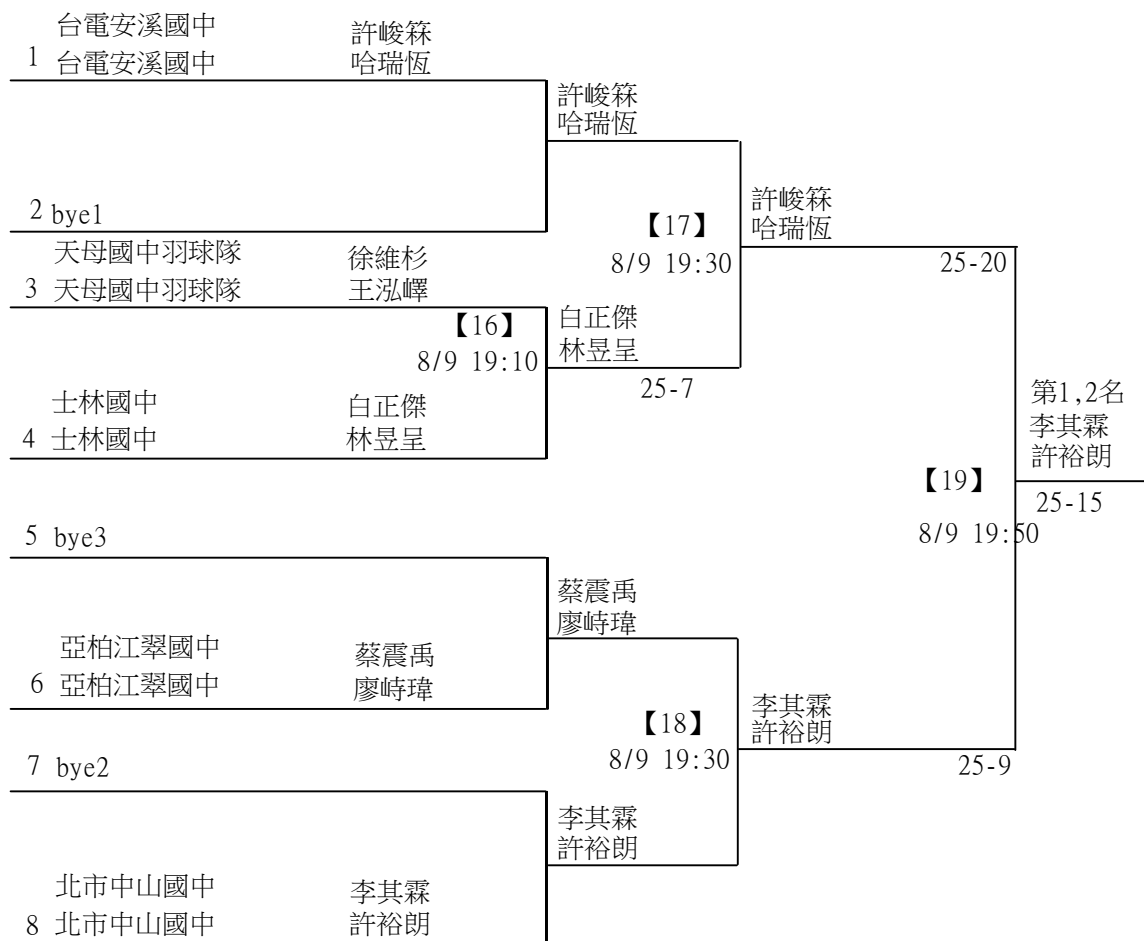 台電安溪國中 許峻箖
1 台電安溪國中 哈瑞恆
許峻箖
哈瑞恆
2 bye1
許峻箖
哈瑞恆
【17】
8/9 19:30
25-20
天母國中羽球隊 徐維杉
3 天母國中羽球隊 王泓嶧
【16】
8/9 19:10
白正傑
林昱呈
25-7
士林國中 白正傑
4 士林國中 林昱呈
第1,2名
李其霖
許裕朗
【19】
25-15
8/9 19:50
5 bye3
蔡震禹
廖峙瑋
亞柏江翠國中 蔡震禹
6 亞柏江翠國中 廖峙瑋
【18】
8/9 19:30
李其霖
許裕朗
25-9
7 bye2
李其霖
許裕朗
北市中山國中 李其霖
8 北市中山國中 許裕朗